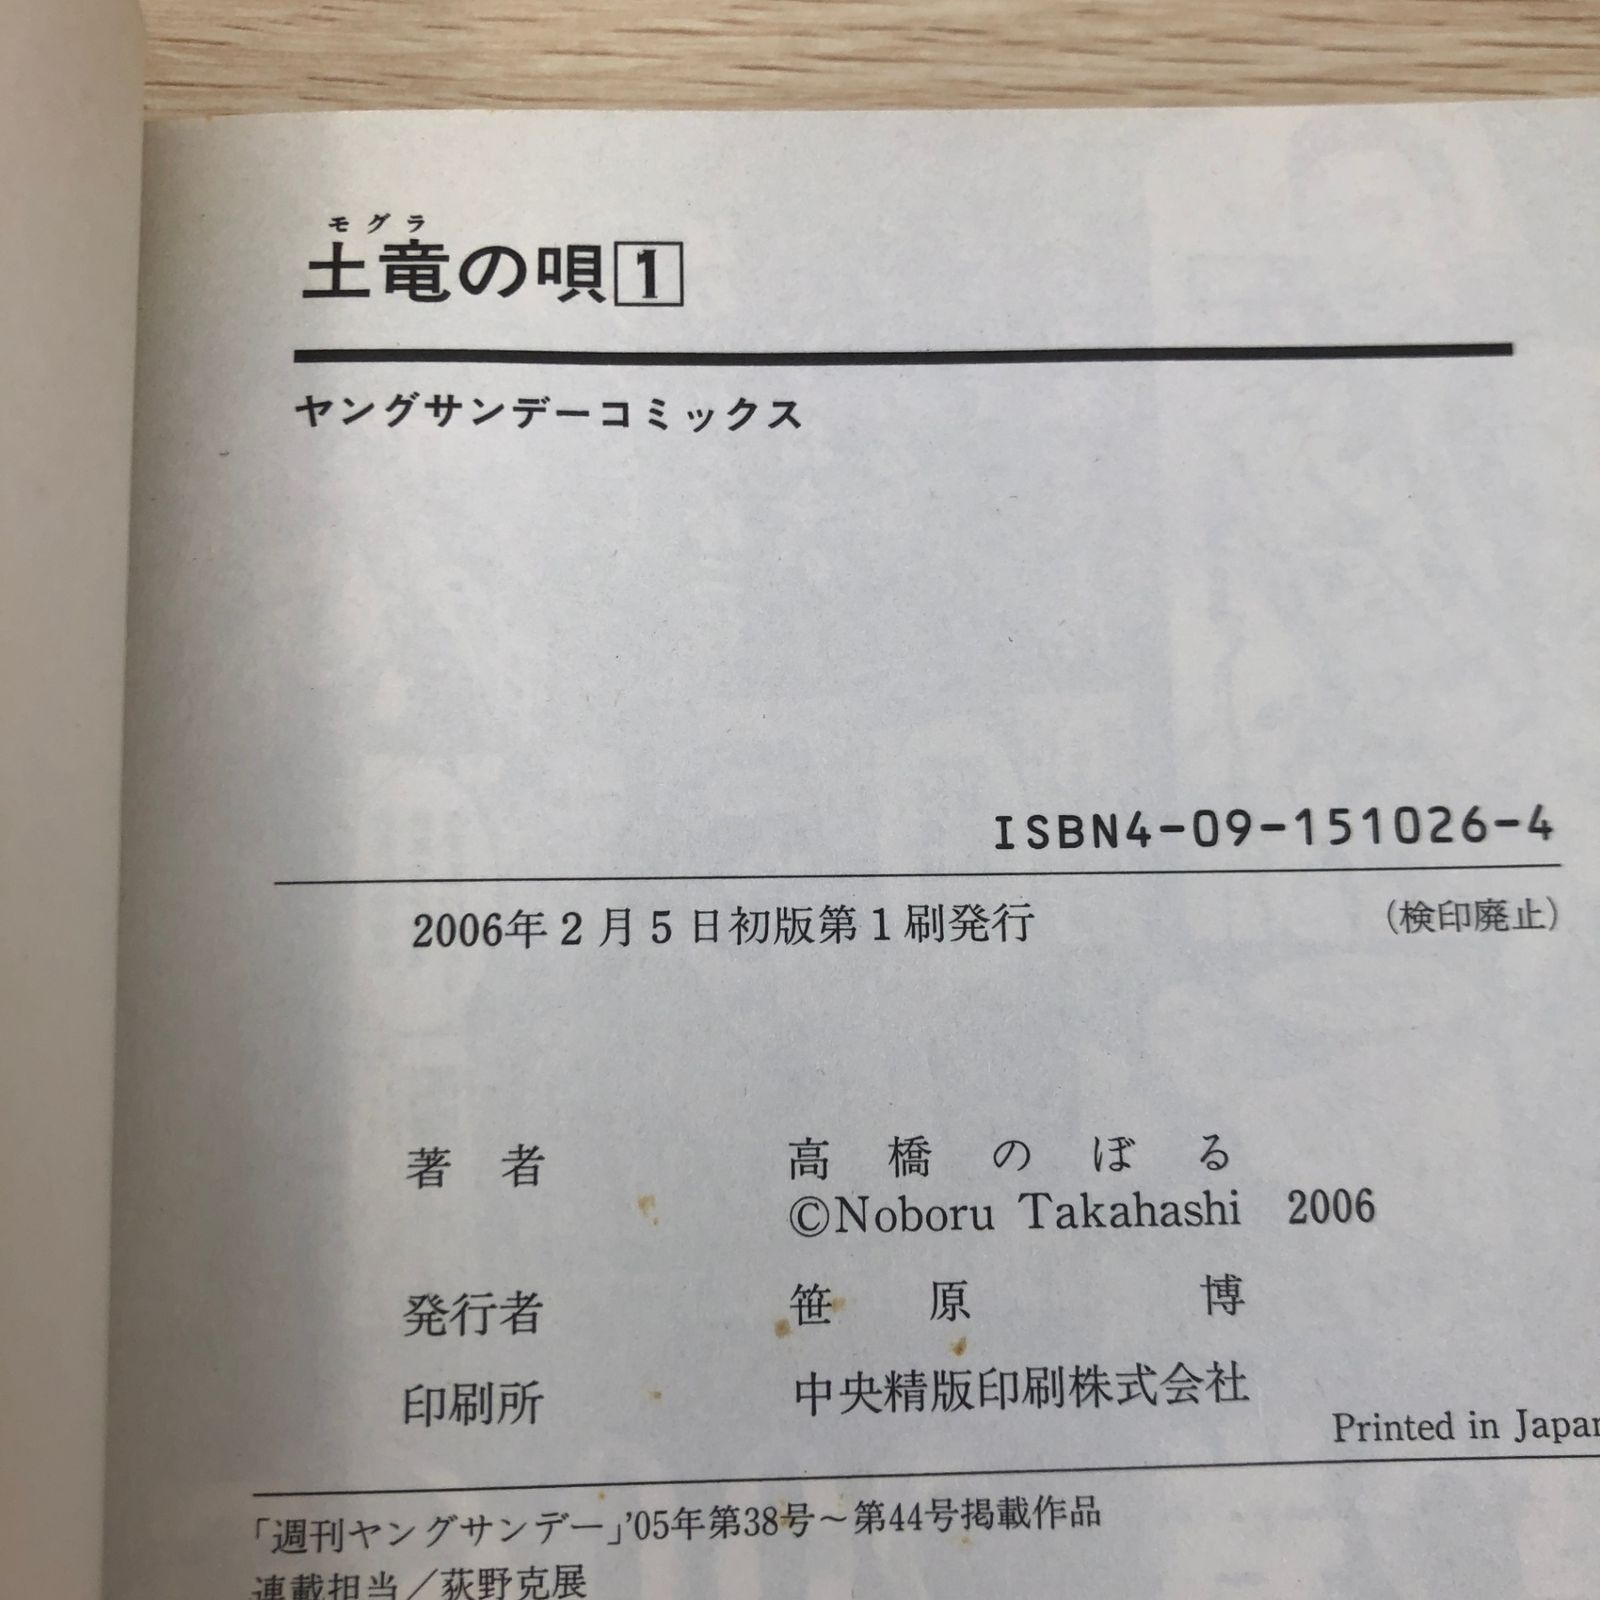 モグラ
土竜の唄1
ヤングサンデーコミックス
ISBN4-09-151026-4
2006年2月5日初版第1刷発行 (検印廃止)
著者 高橋のぼる
©Noboru Takahashi 2006
発行者 笹原博
印刷所 中央精版印刷株式会社
Printed in Japan
「週刊ヤングサンデー」'05年第38号～第44号掲載作品
連載担当／荻野克展